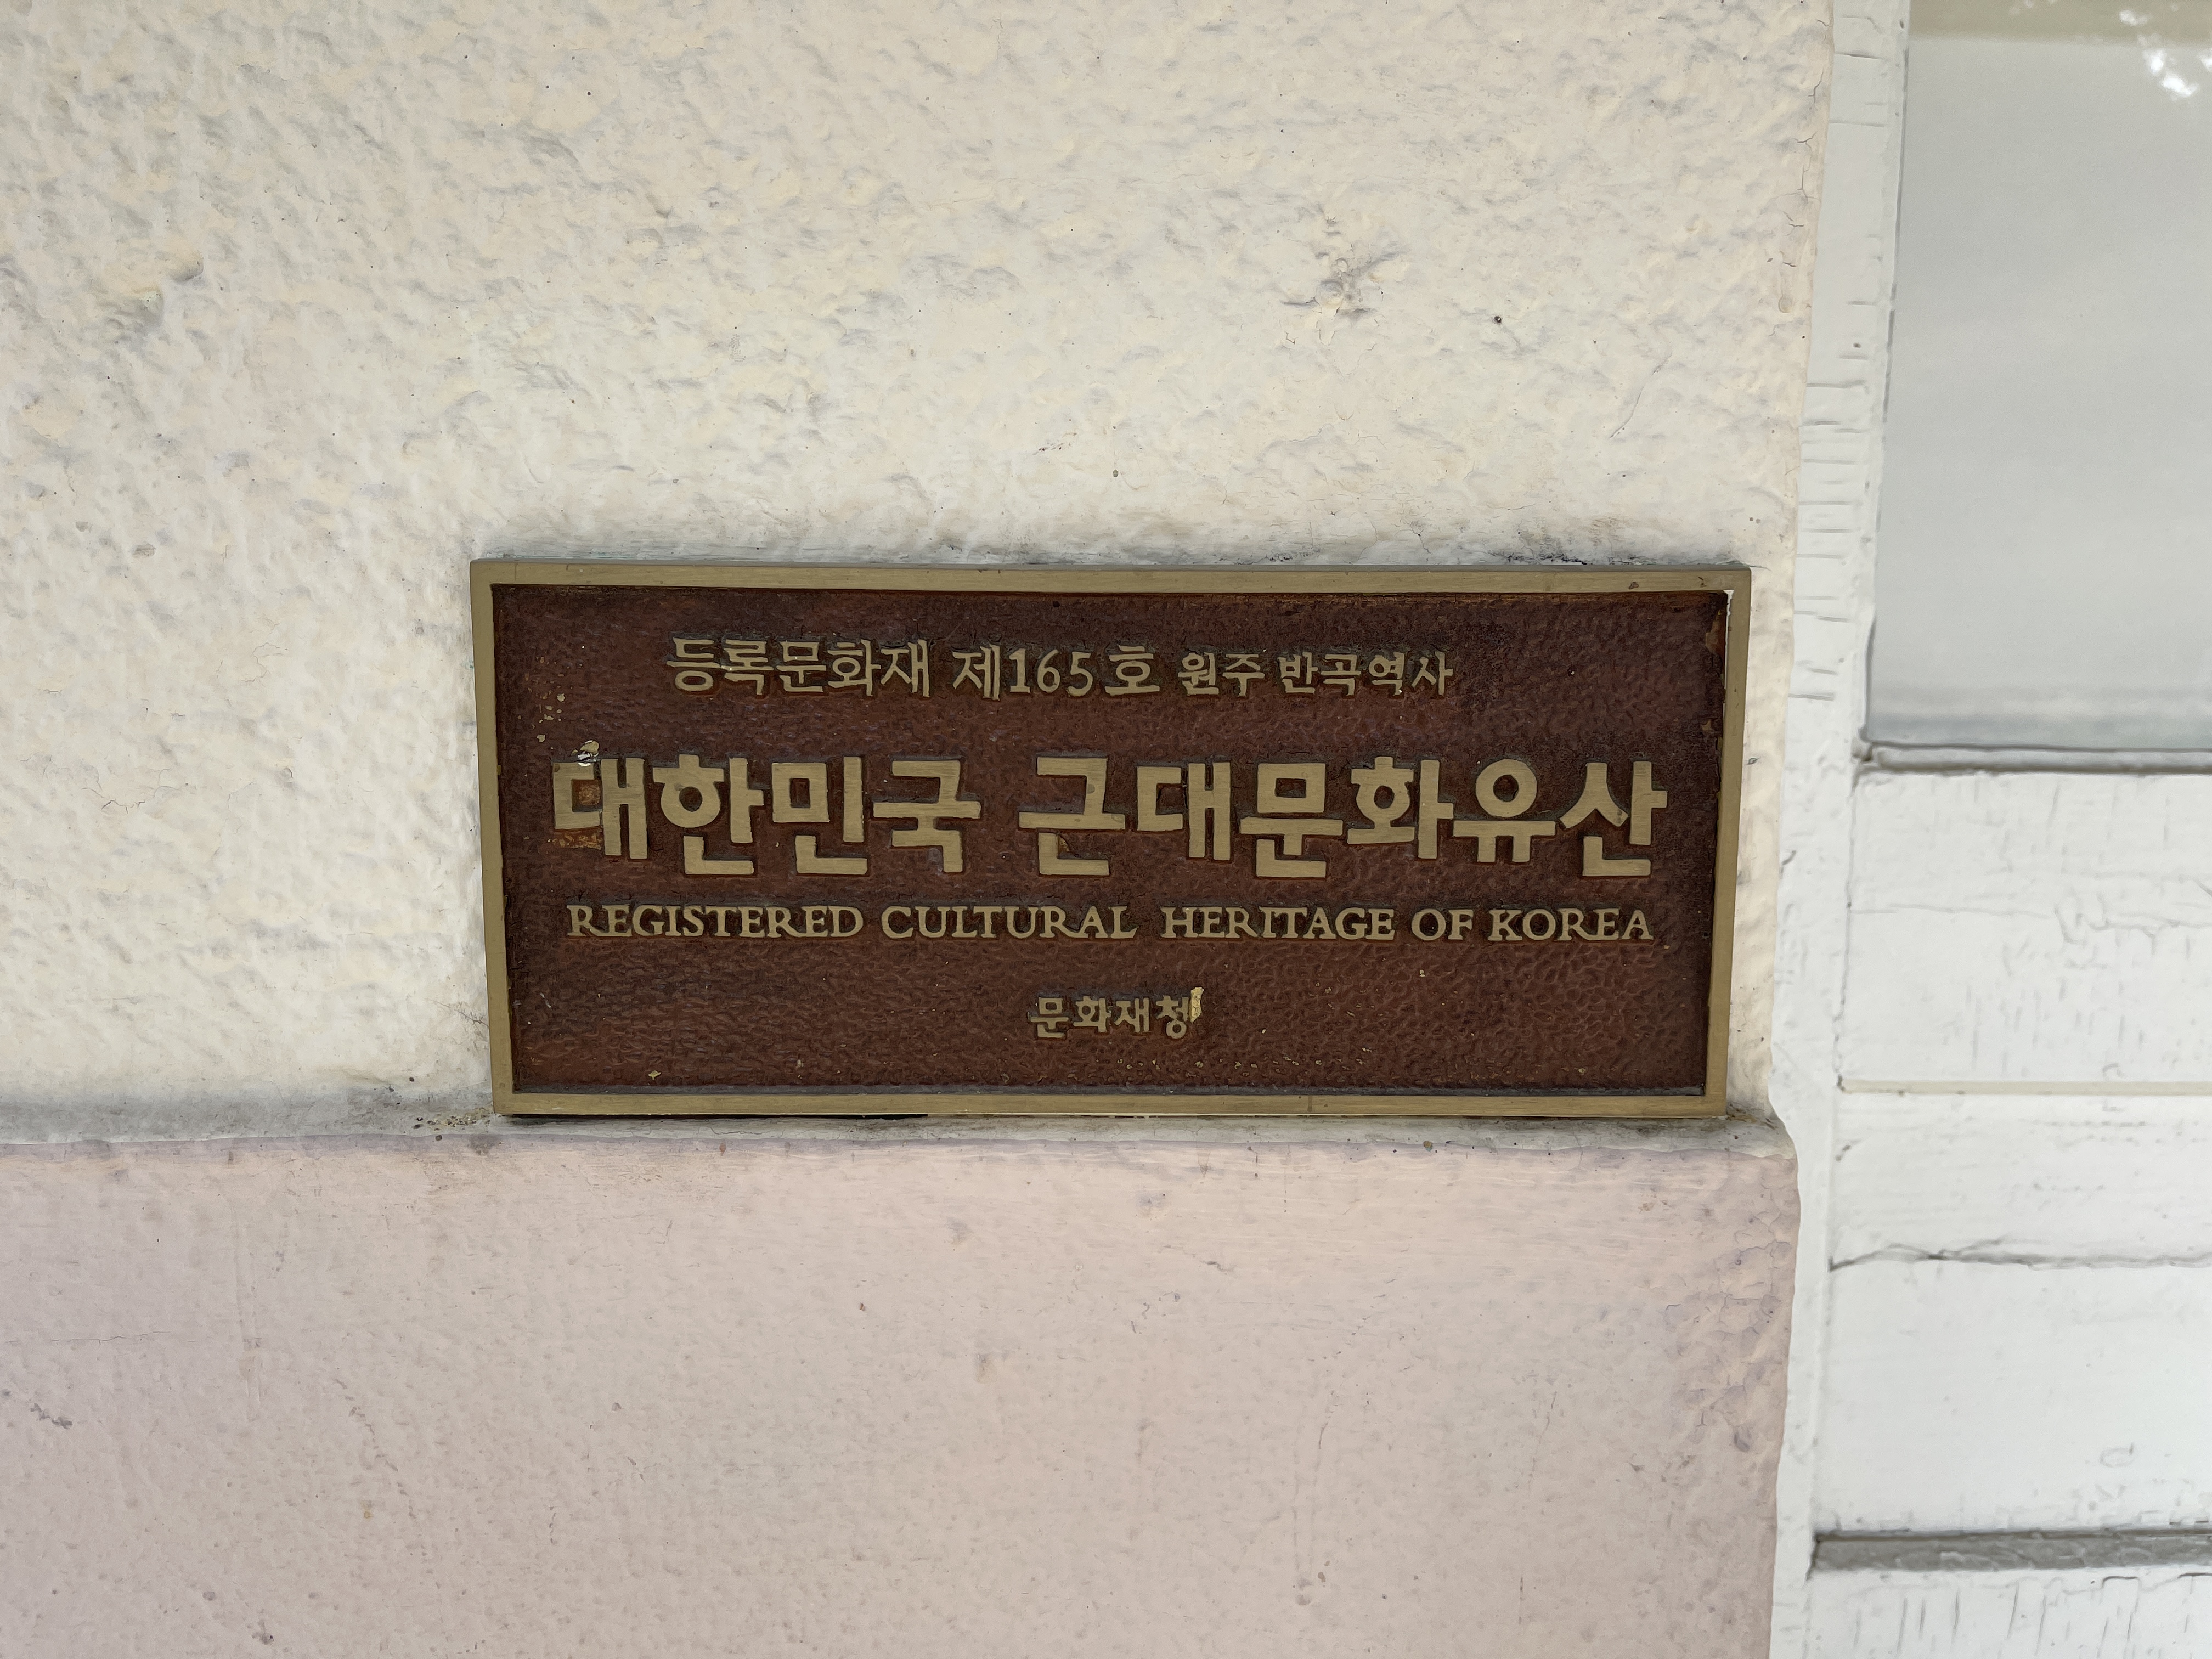 등록문화재 제165호 원주 반곡역사
대한민국 근대문화유산
REGISTERED CULTURAL HERITAGE OF KOREA
문화재청